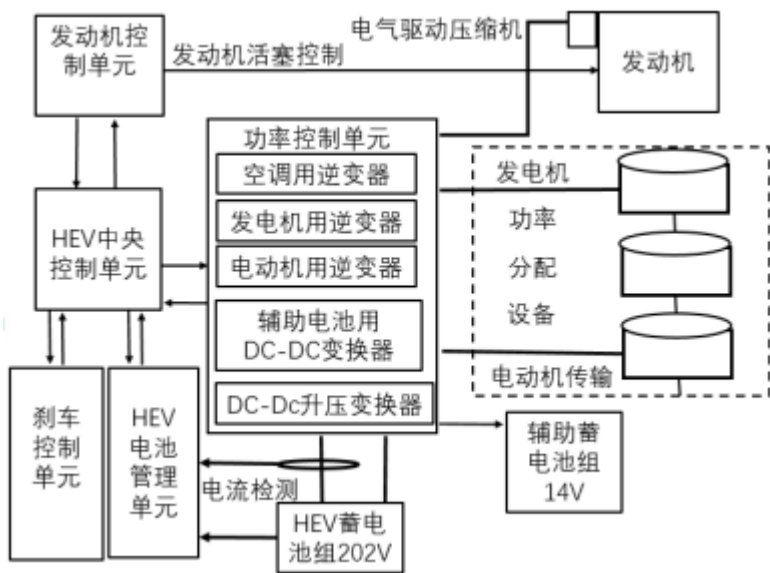 发动机控
制单元
发动机活塞控制
电气驱动压缩机
发动机
功率控制单元
空调用逆变器
发电机用逆变器
电动机用逆变器
辅助电池用
DC-DC变换器
DC-Dc升压变换器
HEV中央
控制单元
发电机
功率
分配
设备
电动机传输
刹车
控制
单元
HEV
电池
管理
单元
电流检测
HEV蓄电
池组202V
辅助蓄
电池组
14V